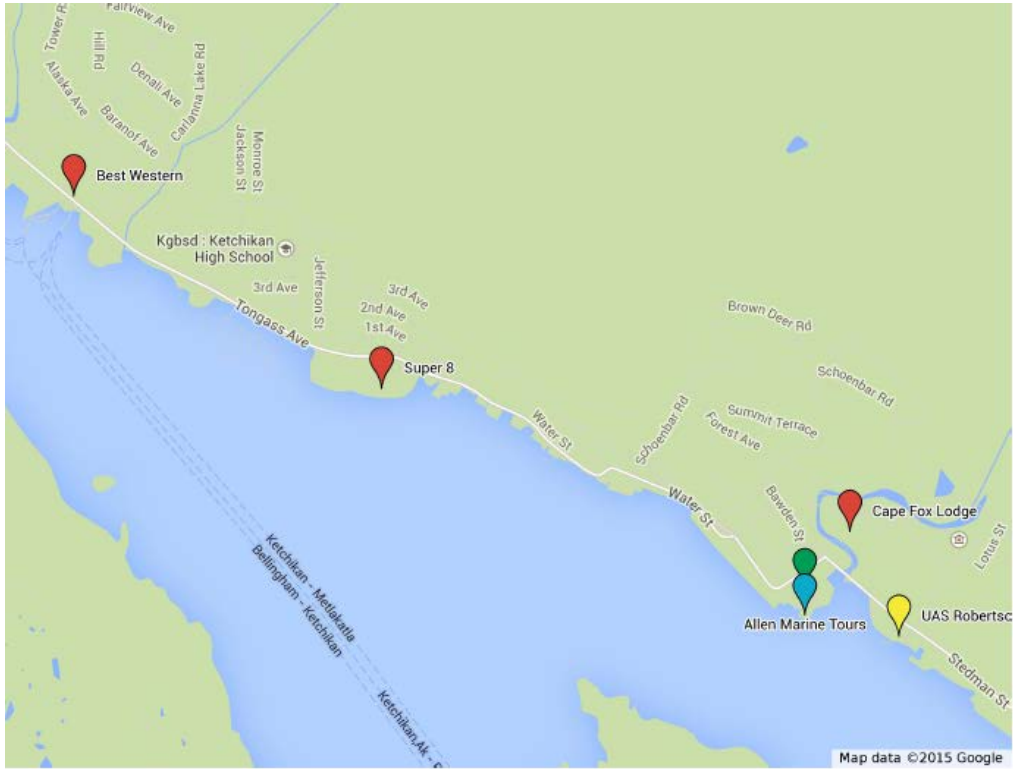 Fairview Ave
Tower R
Hill Rd
Alaska Ave
Denali Ave
Baranof Ave
Carlanna Lake Rd
Jackson St
Monroe St
Best Western
Kgbsd : Ketchikan
High School
3rd Ave
Jefferson St
3rd Ave
2nd Ave
1st Ave
Tongass Ave
Super 8
Brown Deer Rd
Schoenbar Rd
Schoenbar Rd
Summit Terrace
Forest Ave
Water St
Water St
Bawden St
Cape Fox Lodge
Lotus St
Ketchikan - Metlakatla
Bellingham - Ketchikan
Allen Marine Tours
UAS Robertsc
Stedman St
Ketchikan,Ak -
Map data ©2015 Google